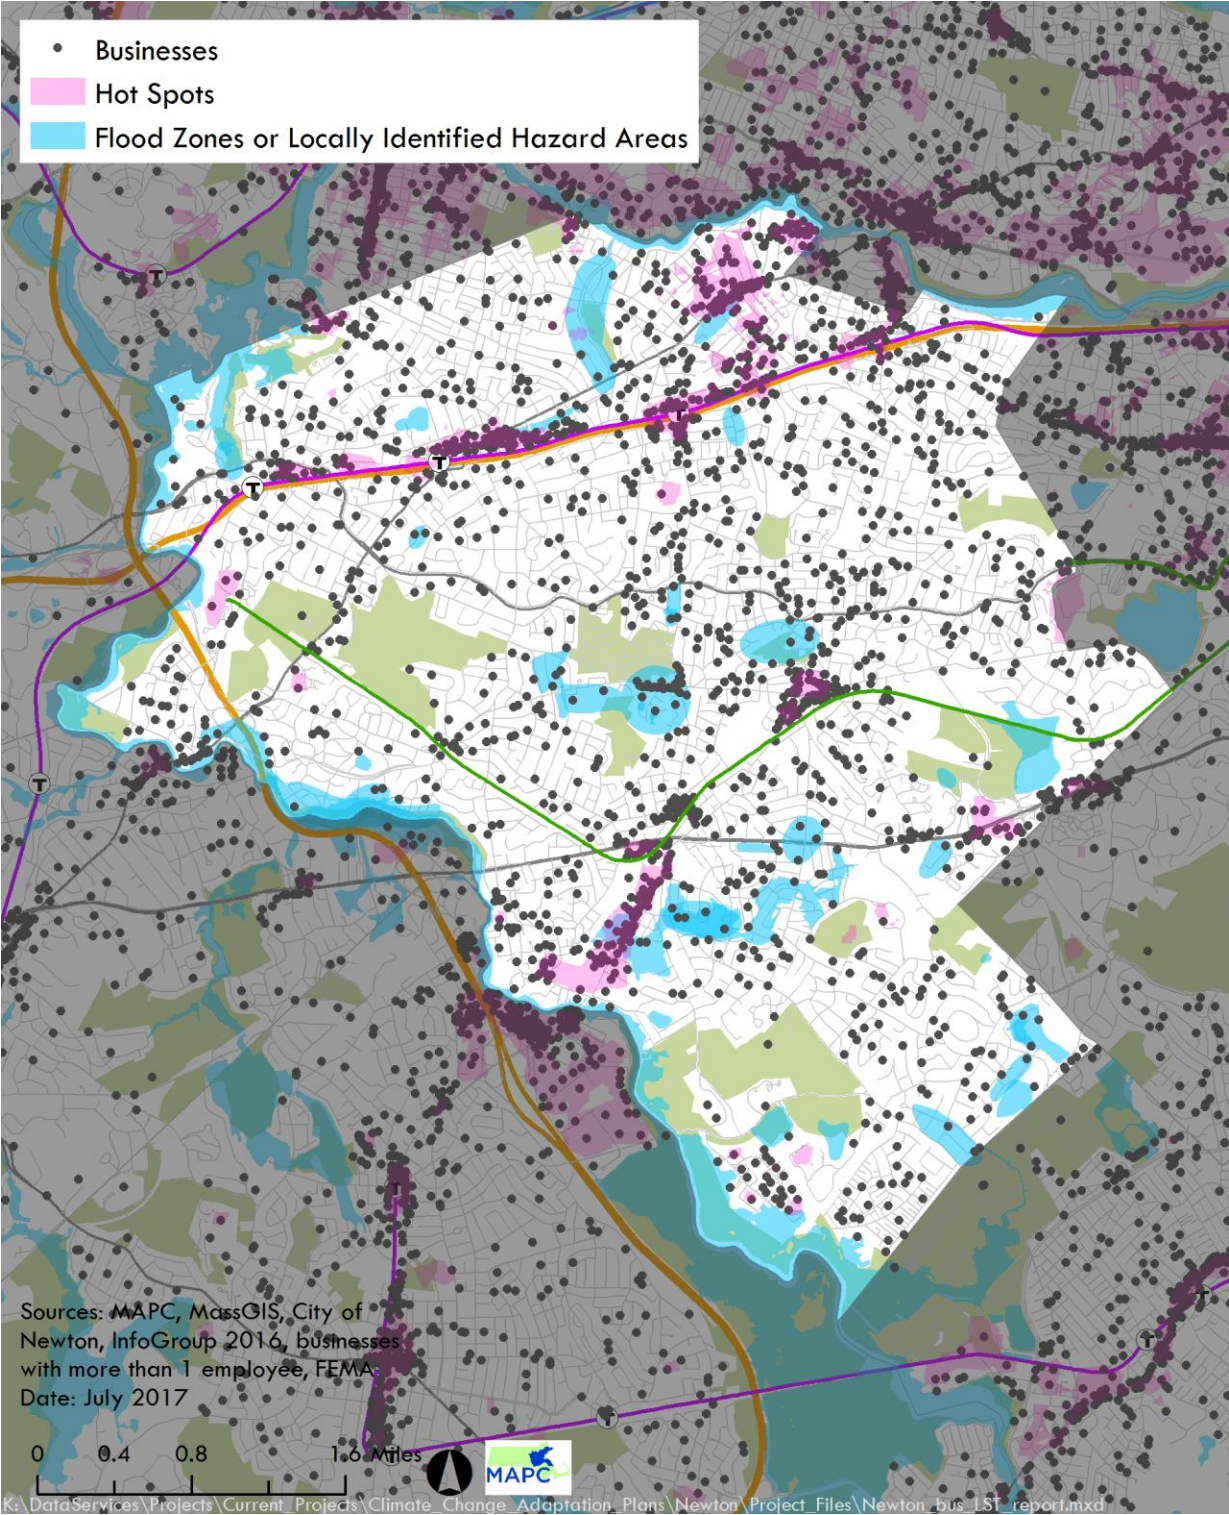 Businesses
Hot Spots
Flood Zones or Locally Identified Hazard Areas
T
T
T
T
T
T
T
T
T
T
Sources: MAPC, MassGIS, City of
Newton, InfoGroup 2016, businesses
with more than 1 employee, FEMA
Date: July 2017
0 0.4 0.8 1.6 Miles
T
MAPC
K:\DataServices\Projects\Current_Projects\Climate_Change_Adaptation_Plans\Newton\Project_Files\Newton_bus_LST_report.mxd